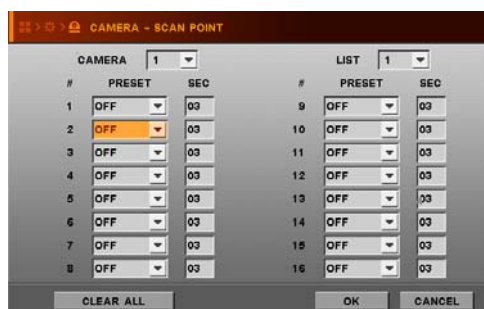 CAMERA - SCAN POINT
CAMERA 1 LIST 1
# PRESET SEC # PRESET SEC
1 OFF 03 9 OFF 03
2 OFF 03 10 OFF 03
3 OFF 03 11 OFF 03
4 OFF 03 12 OFF 03
5 OFF 03 13 OFF 03
6 OFF 03 14 OFF 03
7 OFF 03 15 OFF 03
8 OFF 03 16 OFF 03
CLEAR ALL OK CANCEL